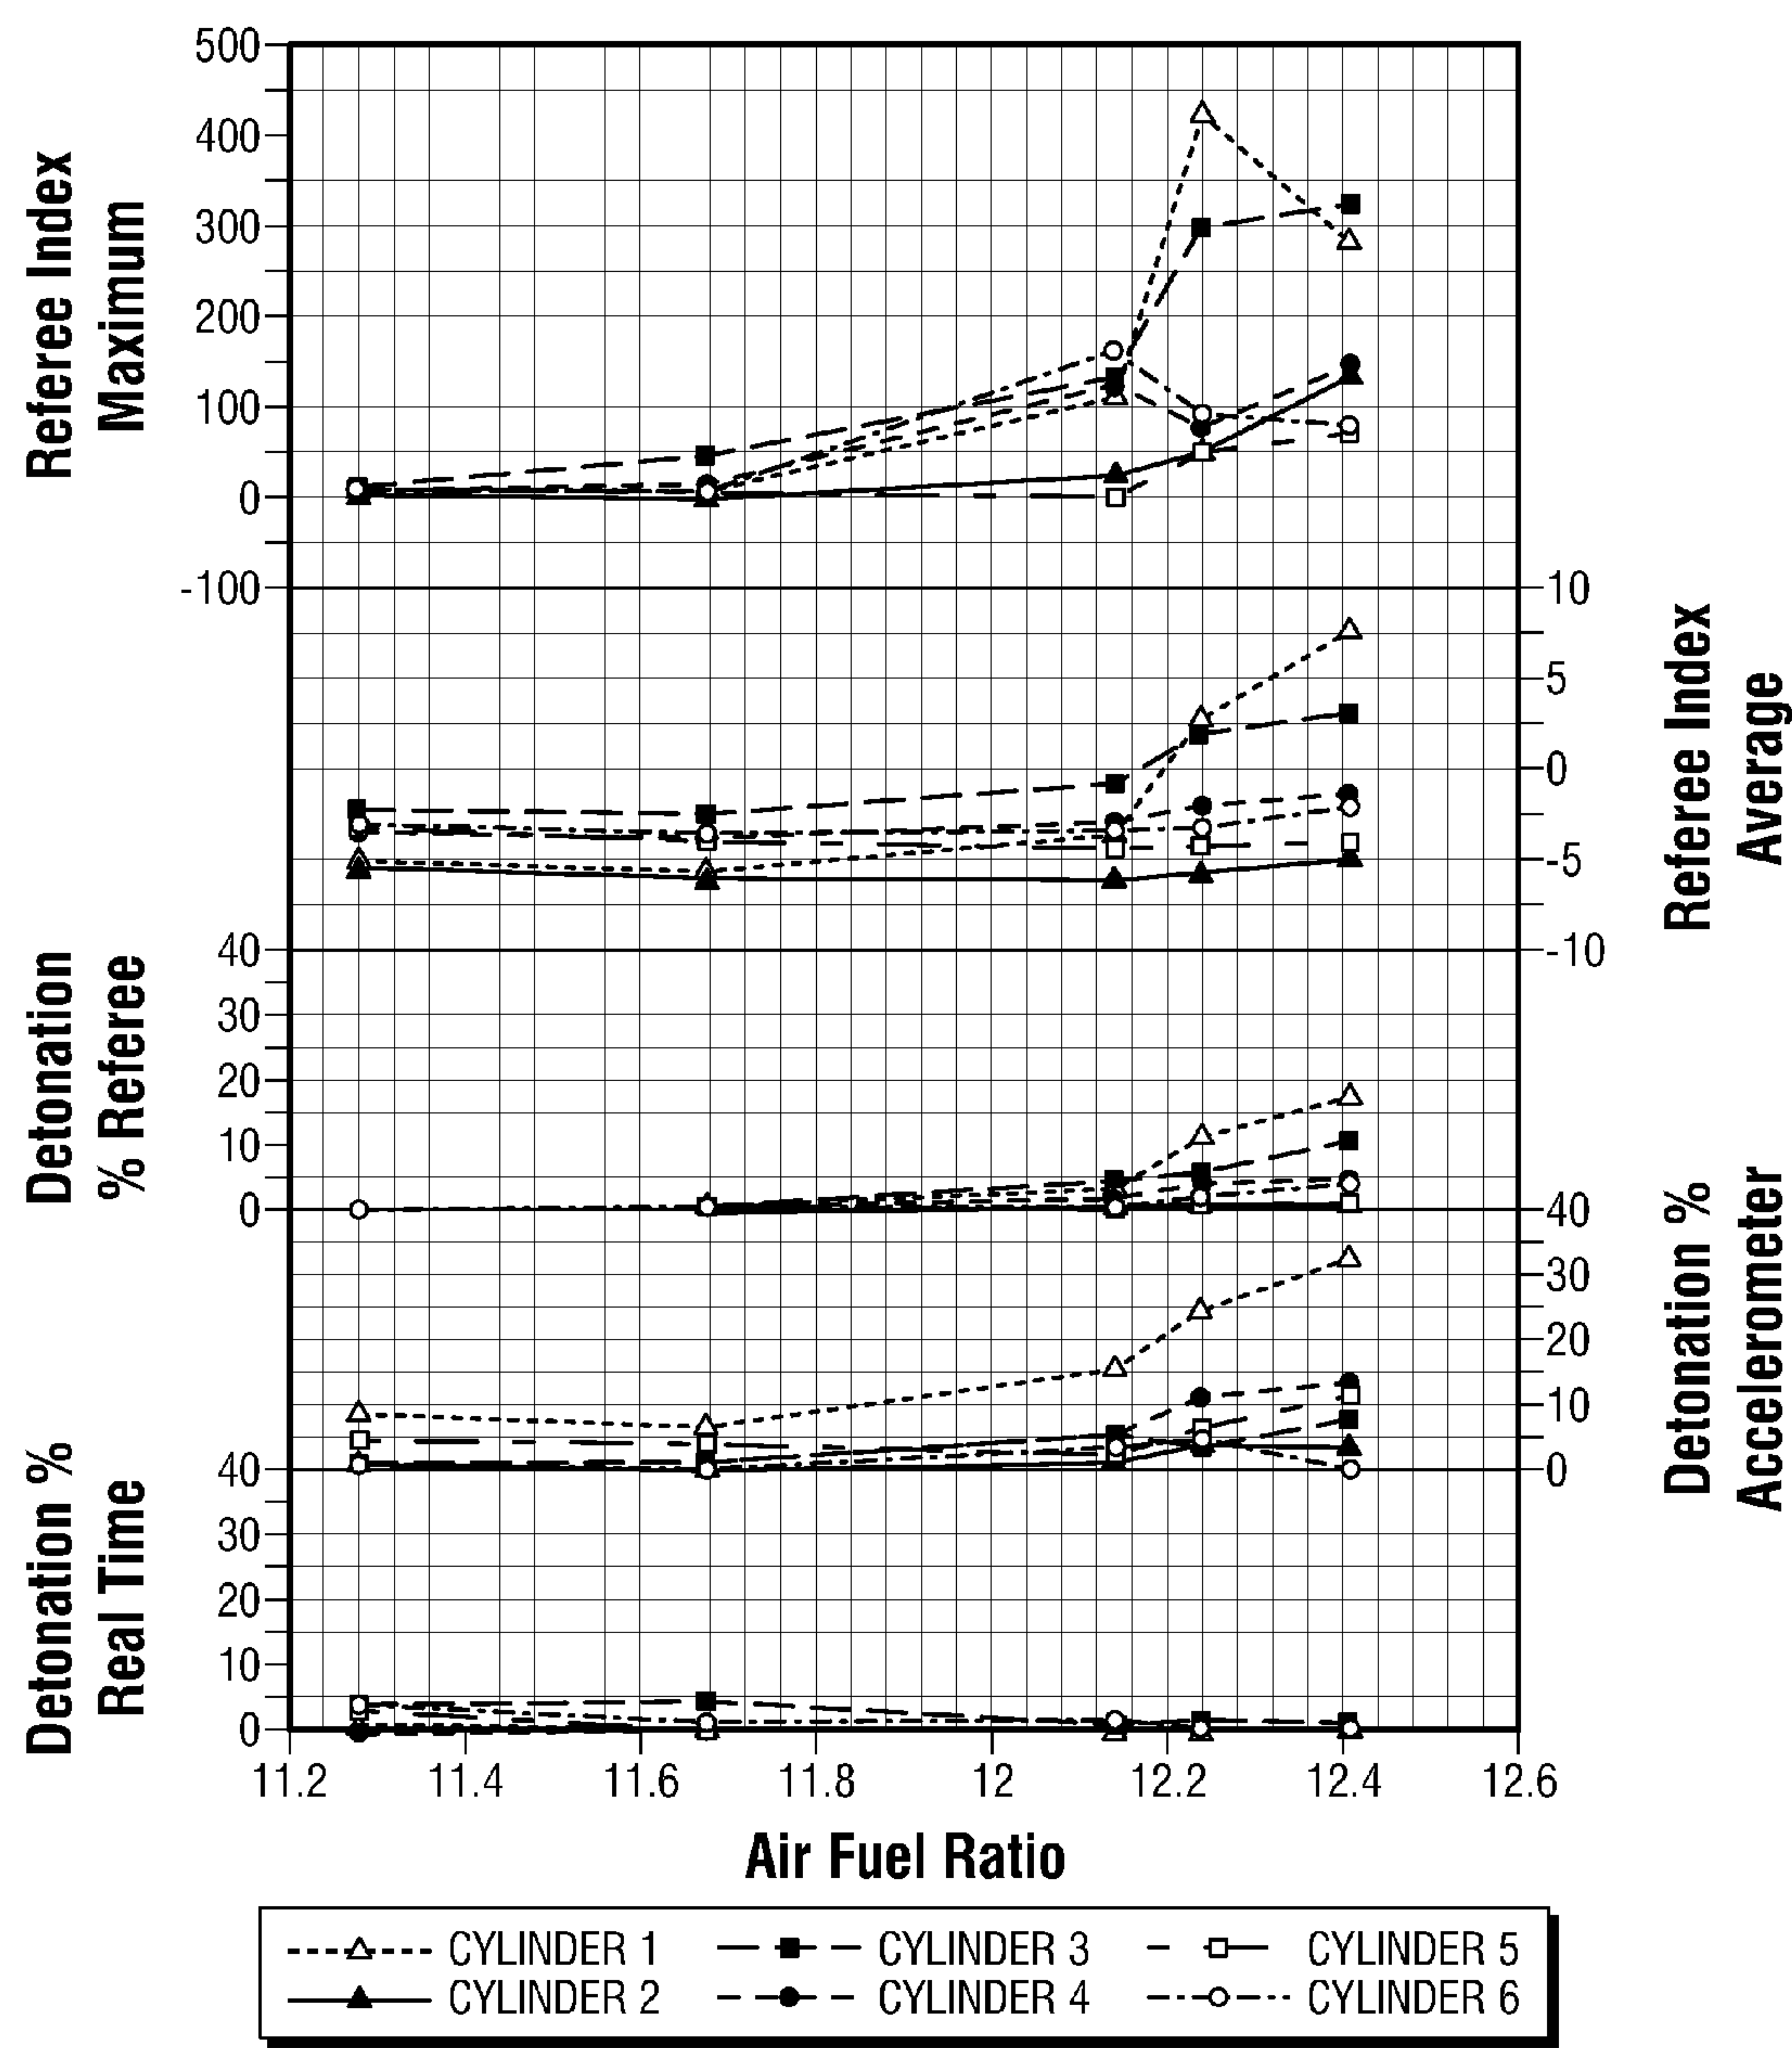 Referee Index
Maximum
500
400
300
200
100
0
-100
Referee Index
Average
10
5
0
-5
-10
Detonation
% Referee
40
30
20
10
0
Detonation %
Accelerometer
40
30
20
10
0
Detonation %
Real Time
40
30
20
10
0
11.2 11.4 11.6 11.8 12 12.2 12.4 12.6
Air Fuel Ratio
CYLINDER 1 CYLINDER 3 CYLINDER 5
CYLINDER 2 CYLINDER 4 CYLINDER 6